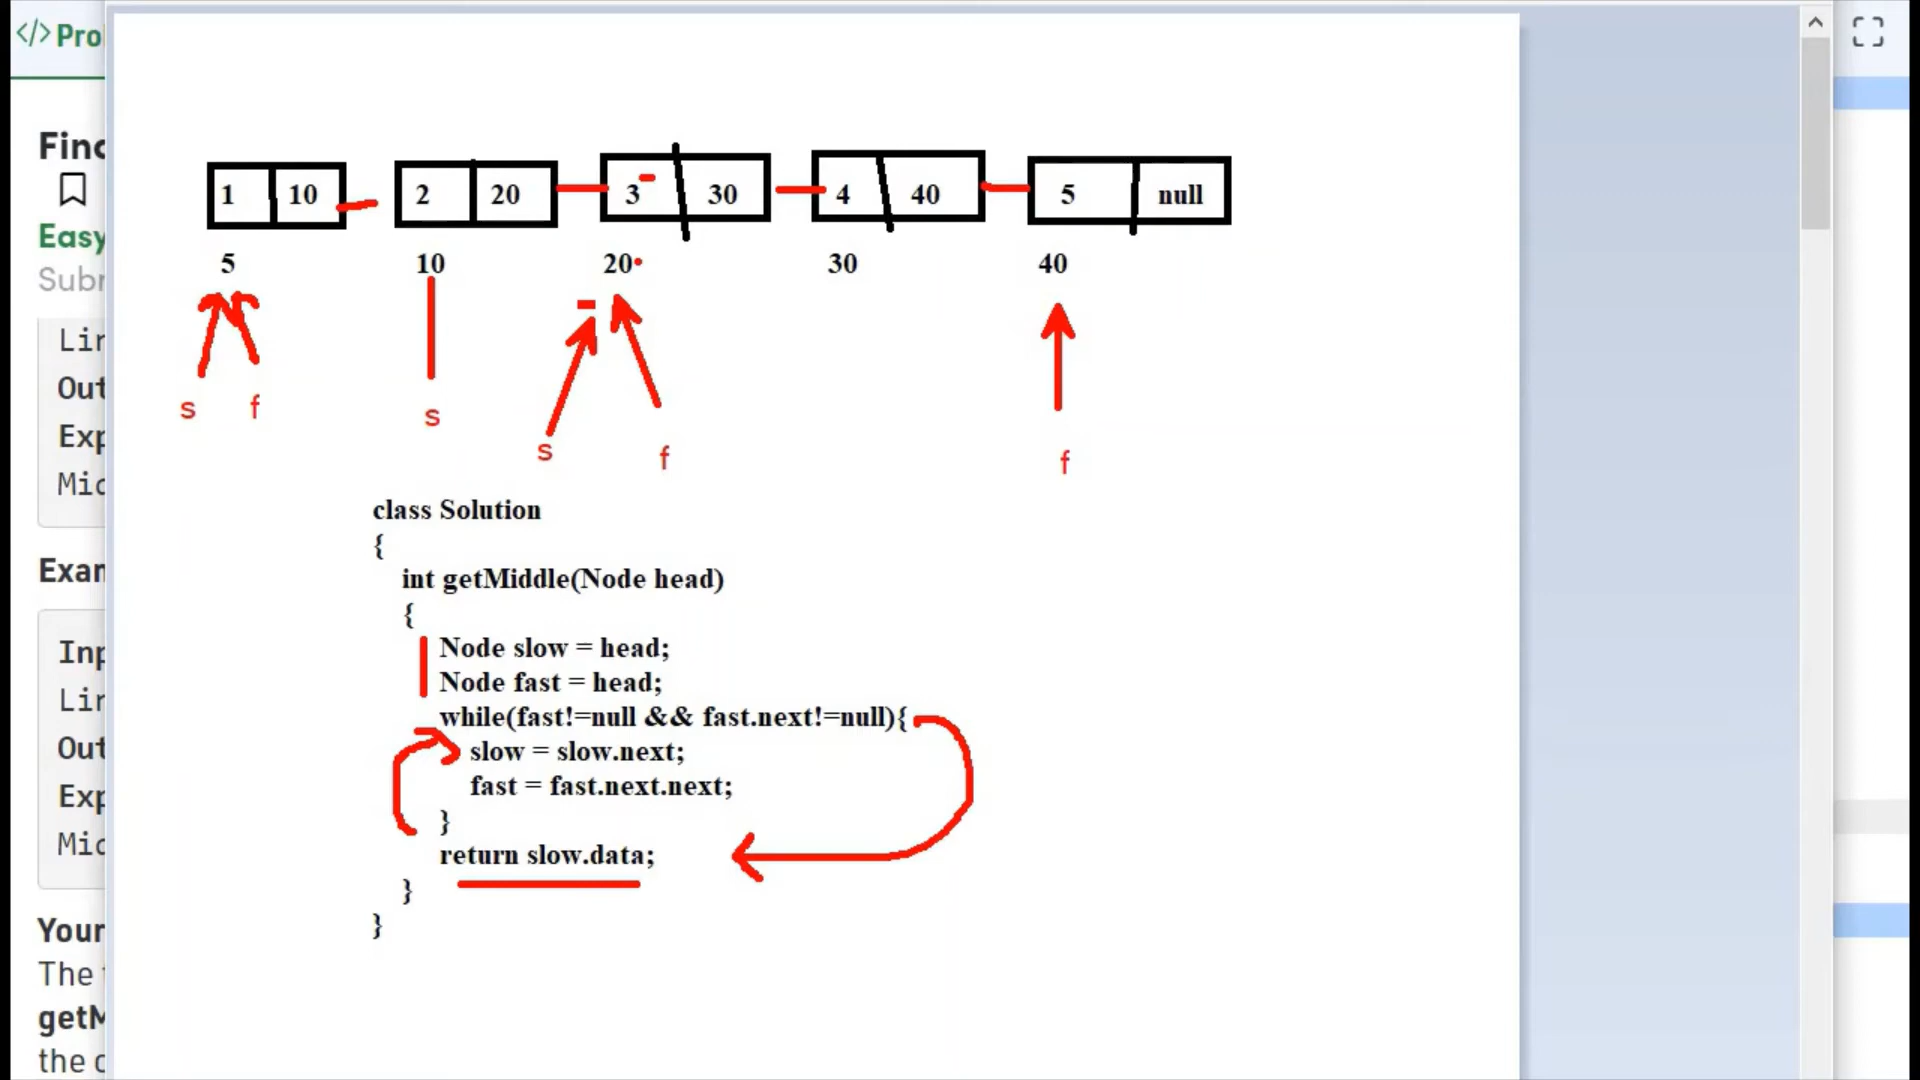 </> Pro
Find
Easy
Sub
1 10 2 20 3 30 4 40 5 null
5 10 20 30 40
s f s s f f
Lin
Out
Exp
Mic
Exan
Inp
Lin
Out
Exp
Mic
Your
The
getM
the
class Solution
{
int getMiddle(Node head)
{
Node slow = head;
Node fast = head;
while(fast!=null && fast.next!=null){
slow = slow.next;
fast = fast.next.next;
}
return slow.data;
}
}